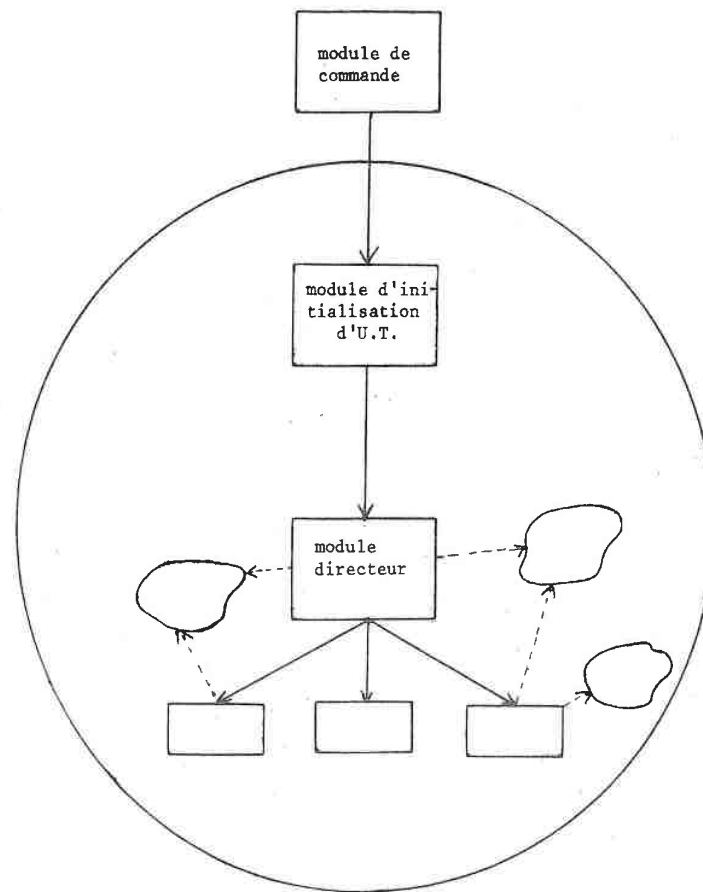 module de
commande
module d'ini-
tialisation
d'U.T.
module
directeur